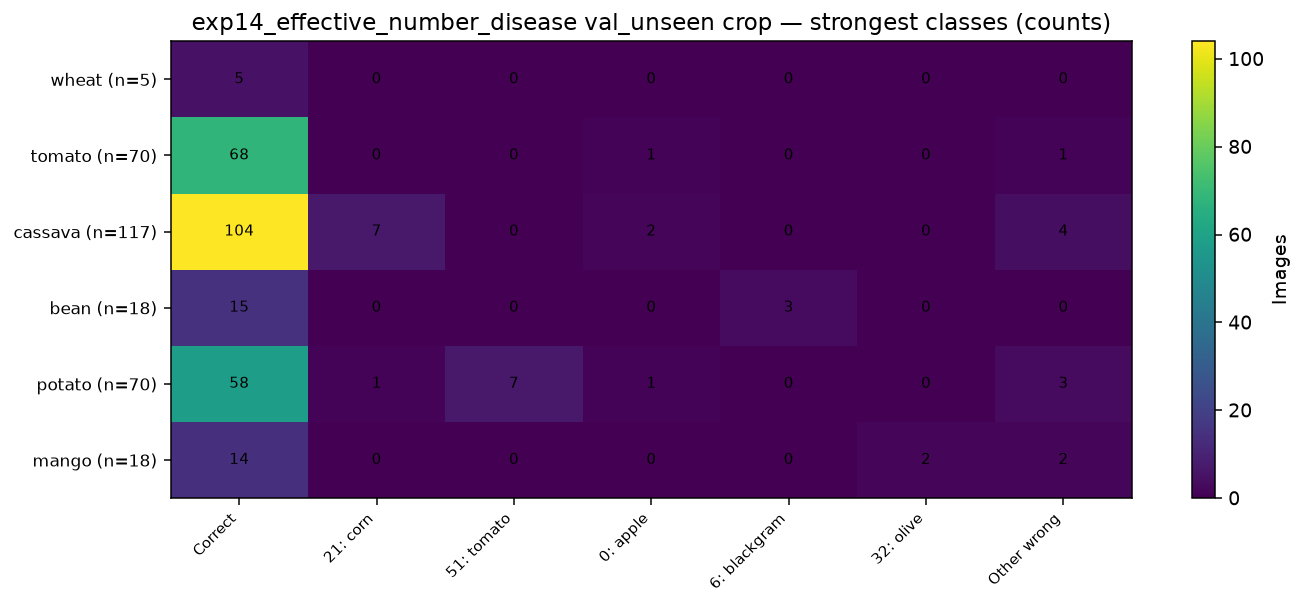 exp14_effective_number_disease val_unseen crop — strongest classes (counts)
wheat (n=5) 5 0 0 0 0 0 0
tomato (n=70) 68 0 0 1 0 0 1
cassava (n=117) 104 7 0 2 0 0 4
bean (n=18) 15 0 0 0 3 0 0
potato (n=70) 58 1 7 1 0 0 3
mango (n=18) 14 0 0 0 0 2 2
Correct
21: corn
51: tomato
0: apple
6: blackgram
32: olive
Other wrong
100
80
60
40
20
0
Images